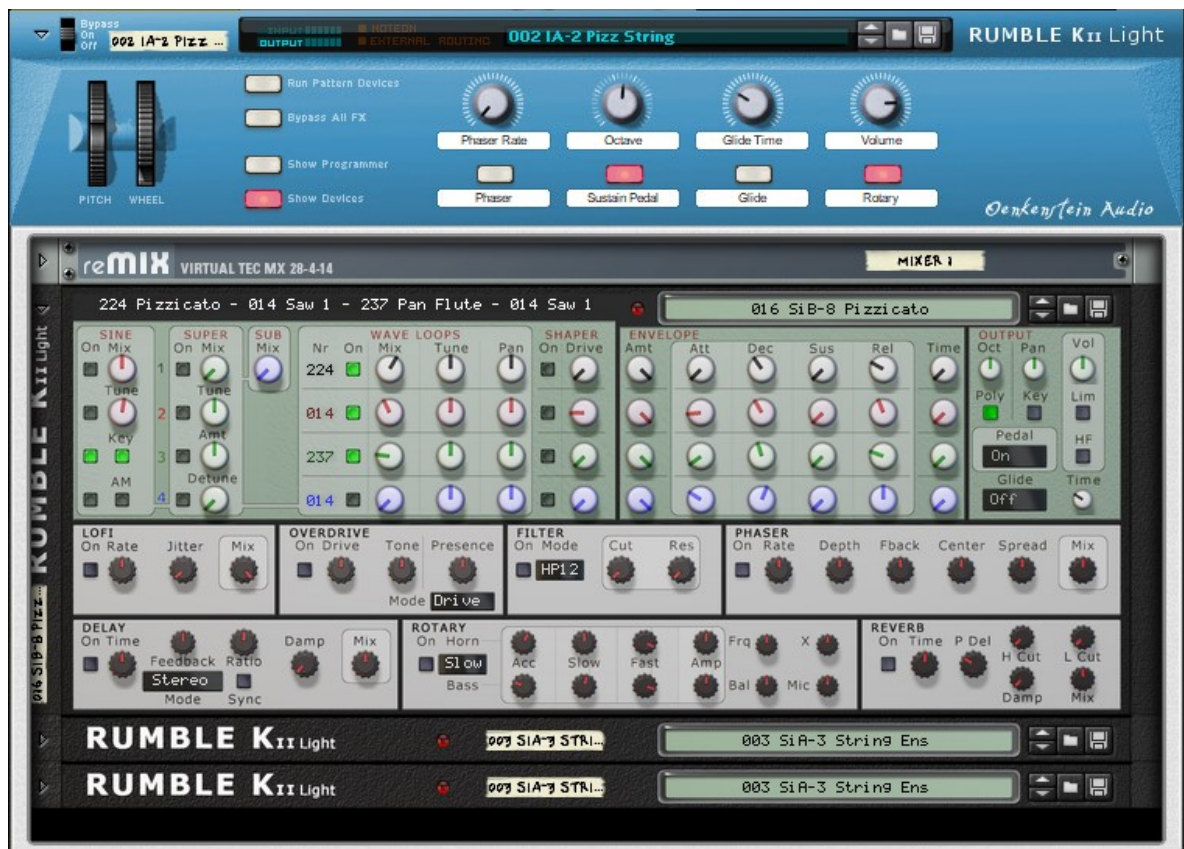 Bypass
On
Off
002 IA-2 PIZZ ...
INPUT NOTEON
OUTPUT EXTERNAL ROUTING
002 IA-2 Pizz String
RUMBLE KII Light
Run Pattern Devices
Bypass All FX
Show Programmer
Show Devices
PITCH WHEEL
Phaser Rate Octave Glide Time Volume
Phaser Sustain Pedal Glide Rotary
Oenkenstein Audio
reMIX VIRTUAL TEC MX 28-4-14
MIXER 1
224 Pizzicato - 014 Saw 1 - 237 Pan Flute - 014 Saw 1
016 SiB-8 Pizzicato
RUMBLE KII Light
016 SIB-8 PIZZ...
SINE SUPER SUB WAVE LOOPS SHAPER ENVELOPE OUTPUT
On Mix On Mix Mix Nr On Mix Tune Pan On Drive Amt Att Dec Sus Rel Time Oct Pan Vol
1 224
Tune Tune Poly Key Lim
2 014
Key Amt Pedal HF
3 237 On
AM Detune Glide Time
4 014 Off
LOFI OVERDRIVE FILTER PHASER
On Rate Jitter Mix On Drive Tone Presence On Mode Cut Res On Rate Depth Fback Center Spread Mix
HP12
Mode Drive
DELAY ROTARY REVERB
On Time Feedback Ratio Damp Mix On Horn Acc Slow Fast Amp Frq X On Time P Del H Cut L Cut
Stereo Slow
Mode Sync Bass Bal Mic Damp Mix
RUMBLE KII Light 003 SIA-3 STRI... 003 SiA-3 String Ens
RUMBLE KII Light 003 SIA-3 STRI... 003 SiA-3 String Ens